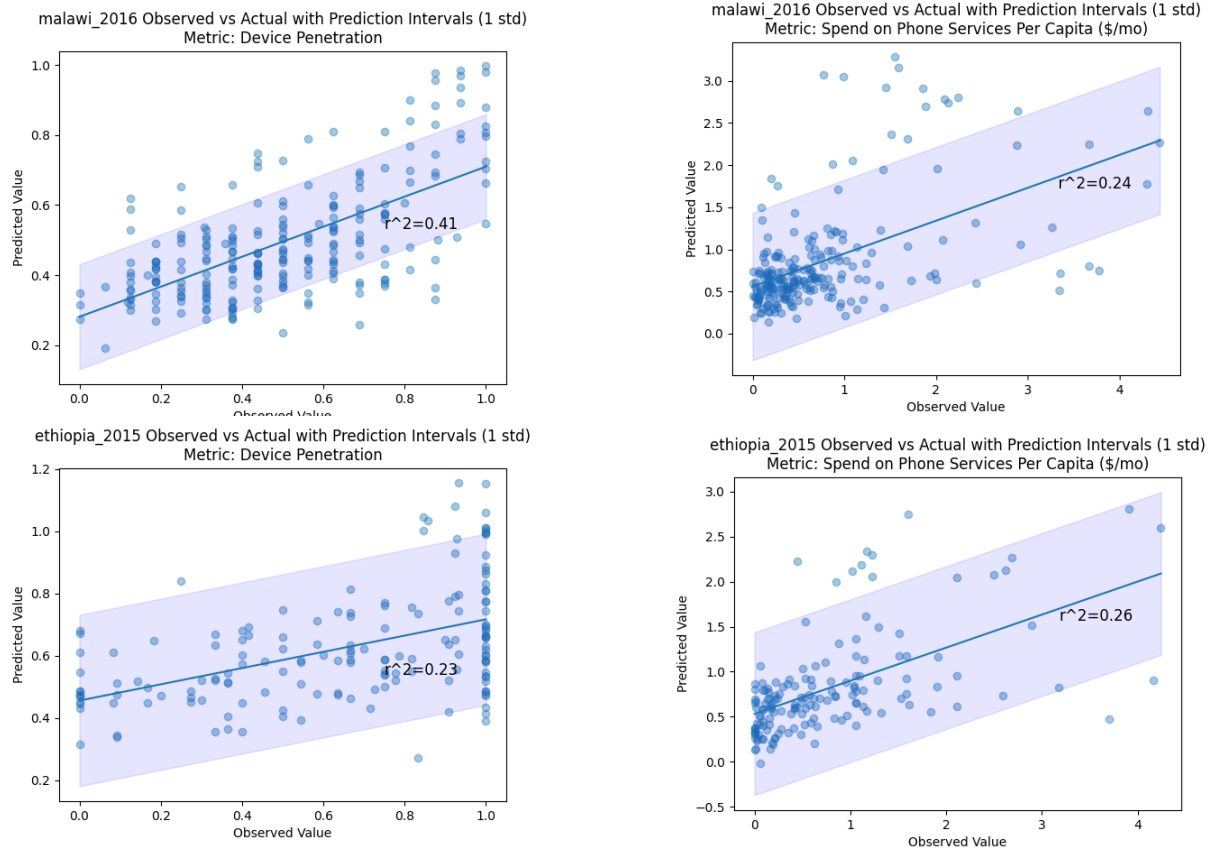 malawi_2016 Observed vs Actual with Prediction Intervals (1 std)
Metric: Device Penetration
1.0
0.8
0.6
0.4
0.2
Predicted Value
r^2=0.41
0.0 0.2 0.4 0.6 0.8 1.0
Observed Value
malawi_2016 Observed vs Actual with Prediction Intervals (1 std)
Metric: Spend on Phone Services Per Capita ($/mo)
3.0
2.5
2.0
1.5
1.0
0.5
0.0
Predicted Value
r^2=0.24
0 1 2 3 4
Observed Value
ethiopia_2015 Observed vs Actual with Prediction Intervals (1 std)
Metric: Device Penetration
1.2
1.0
0.8
0.6
0.4
0.2
Predicted Value
r^2=0.23
0.0 0.2 0.4 0.6 0.8 1.0
Observed Value
ethiopia_2015 Observed vs Actual with Prediction Intervals (1 std)
Metric: Spend on Phone Services Per Capita ($/mo)
3.0
2.5
2.0
1.5
1.0
0.5
0.0
−0.5
Predicted Value
r^2=0.26
0 1 2 3 4
Observed Value